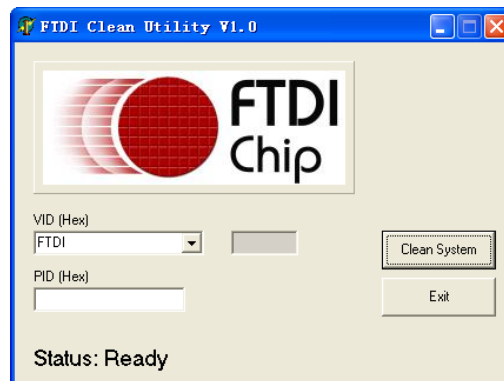 FTDI Clean Utility V1.0
FTDI
Chip
VID (Hex)
FTDI
Clean System
PID (Hex)
Exit
Status: Ready